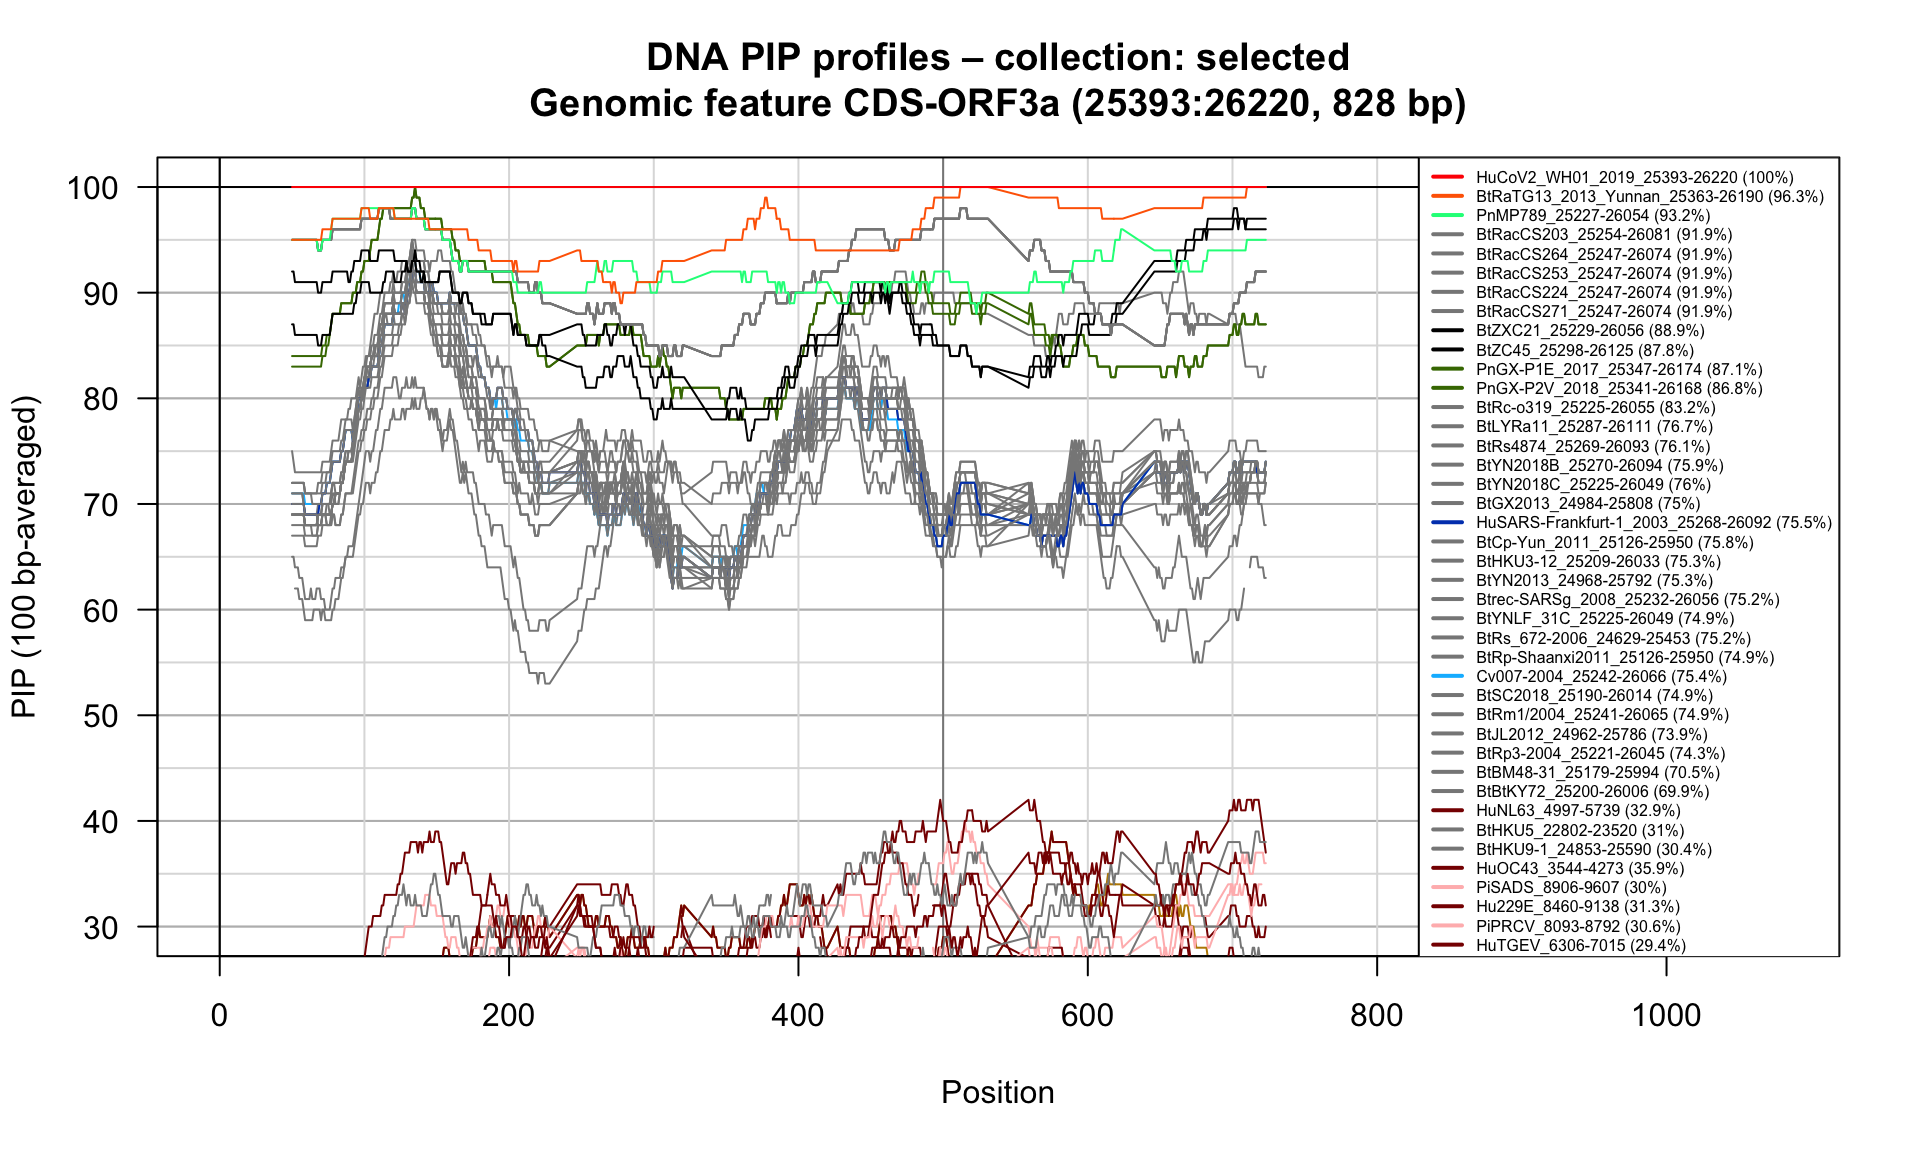 DNA PIP profiles – collection: selected
Genomic feature CDS-ORF3a (25393:26220, 828 bp)
PIP (100 bp-averaged)
100
90
80
70
60
50
40
30
0
200
400
600
800
1000
Position
HuCoV2_WH01_2019_25393-26220 (100%)
BtRaTG13_2013_Yunnan_25363-26190 (96.3%)
PnMP789_25227-26054 (93.2%)
BtRacCS203_25254-26081 (91.9%)
BtRacCS264_25247-26074 (91.9%)
BtRacCS253_25247-26074 (91.9%)
BtRacCS224_25247-26074 (91.9%)
BtRacCS271_25247-26074 (91.9%)
BtZXC21_25229-26056 (88.9%)
BtZC45_25298-26125 (87.8%)
PnGX-P1E_2017_25347-26174 (87.1%)
PnGX-P2V_2018_25341-26168 (86.8%)
BtRc-o319_25225-26055 (83.2%)
BtLYRa11_25287-26111 (76.7%)
BtRs4874_25269-26093 (76.1%)
BtYN2018B_25270-26094 (75.9%)
BtYN2018C_25225-26049 (76%)
BtGX2013_24984-25808 (75%)
HuSARS-Frankfurt-1_2003_25268-26092 (75.5%)
BtCp-Yun_2011_25126-25950 (75.8%)
BtHKU3-12_25209-26033 (75.3%)
BtYN2013_24968-25792 (75.3%)
Btrec-SARSg_2008_25232-26056 (75.2%)
BtYNLF_31C_25225-26049 (74.9%)
BtRs_672-2006_24629-25453 (75.2%)
BtRp-Shaanxi2011_25126-25950 (74.9%)
Cv007-2004_25242-26066 (75.4%)
BtSC2018_25190-26014 (74.9%)
BtRm1/2004_25241-26065 (74.9%)
BtJL2012_24962-25786 (73.9%)
BtRp3-2004_25221-26045 (74.3%)
BtBM48-31_25179-25994 (70.5%)
BtBtKY72_25200-26006 (69.9%)
HuNL63_4997-5739 (32.9%)
BtHKU5_22802-23520 (31%)
BtHKU9-1_24853-25590 (30.4%)
HuOC43_3544-4273 (35.9%)
PiSADS_8906-9607 (30%)
Hu229E_8460-9138 (31.3%)
PiPRCV_8093-8792 (30.6%)
HuTGEV_6306-7015 (29.4%)